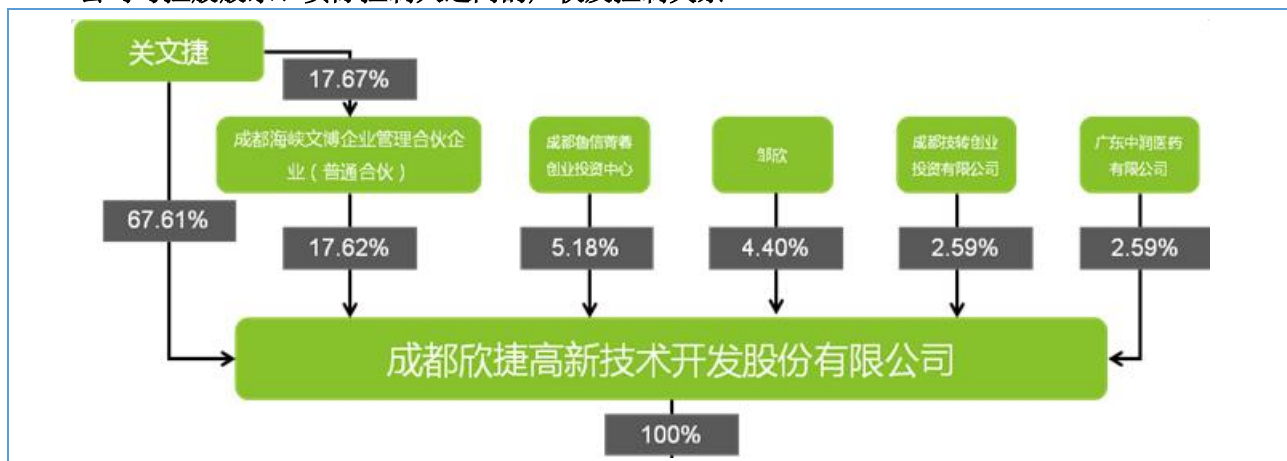 关文捷
17.67%
成都海峡文博企业管理合伙企
业（普通合伙）
成都鲁信菁蓉
创业投资中心
邹欣
成都技转创业
投资有限公司
广东中润医药
有限公司
67.61%
17.62%
5.18%
4.40%
2.59%
2.59%
成都欣捷高新技术开发股份有限公司
100%